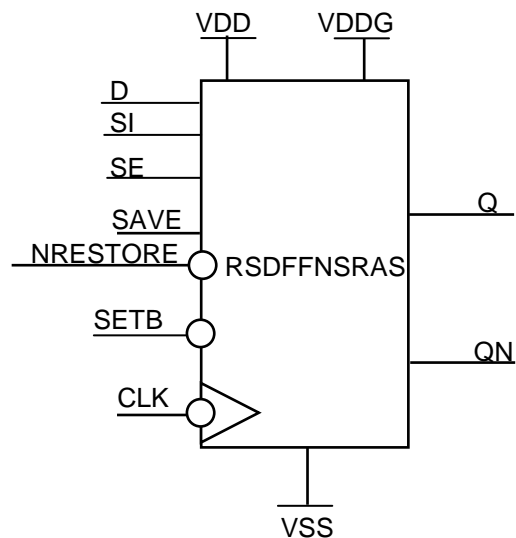 VDD VDDG
D
SI
SE
SAVE
NRESTORE RSDFFNSRAS
Q
SETB
QN
CLK
VSS